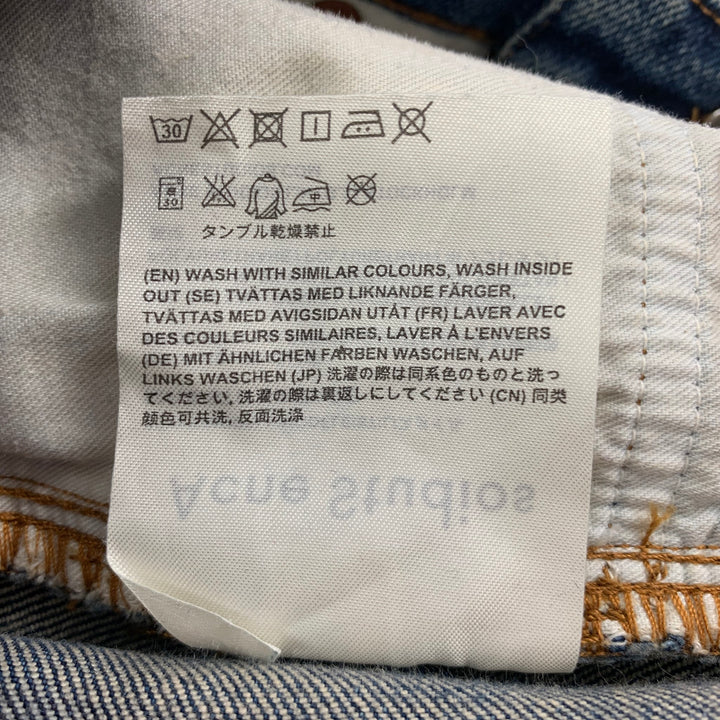 30
30 中
タンブル乾燥禁止
(EN) WASH WITH SIMILAR COLOURS, WASH INSIDE
OUT (SE) TVÄTTAS MED LIKNANDE FÄRGER,
TVÄTTAS MED AVIGSIDAN UTÅT (FR) LAVER AVEC
DES COULEURS SIMILAIRES, LAVER À L'ENVERS
(DE) MIT ÄHNLICHEN FARBEN WASCHEN, AUF
LINKS WASCHEN (JP) 洗濯の際は同系色のものと洗っ
てください, 洗濯の際は裏返しにしてください (CN) 同类
颜色可共洗, 反面洗涤
Acne Studios